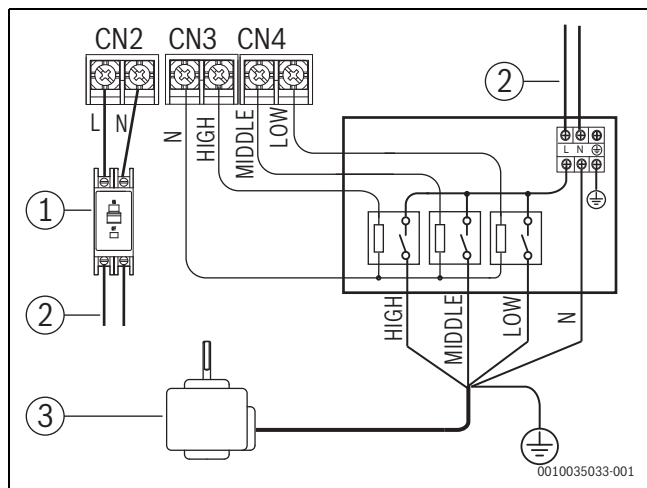 CN2 CN3 CN4
2
L N
N
HIGH
MIDDLE
LOW
L N
1
2
HIGH
MIDDLE
LOW
N
3
0010035033-001